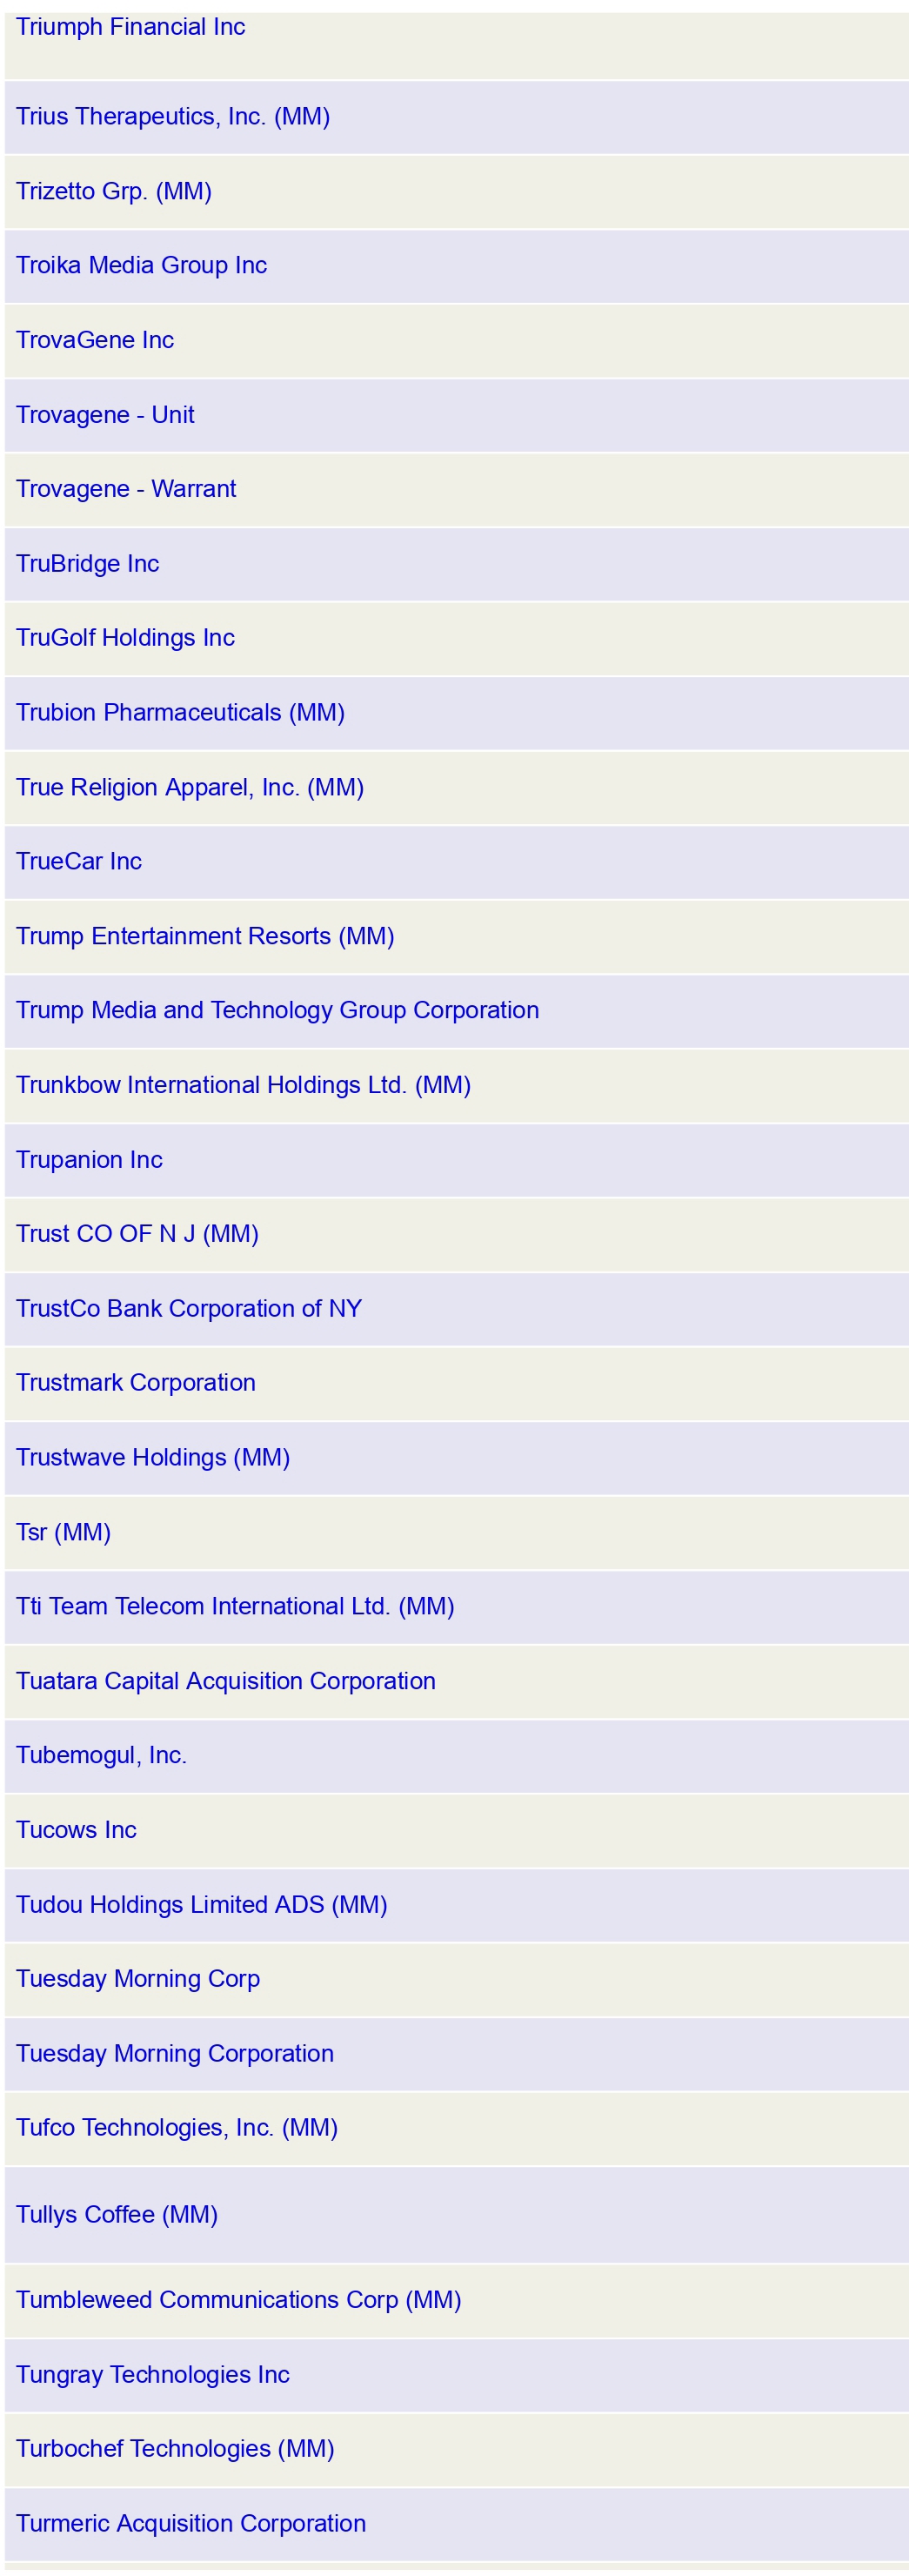 Triumph Financial Inc
Trius Therapeutics, Inc. (MM)
Trizetto Grp. (MM)
Troika Media Group Inc
TrovaGene Inc
Trovagene - Unit
Trovagene - Warrant
TruBridge Inc
TruGolf Holdings Inc
Trubion Pharmaceuticals (MM)
True Religion Apparel, Inc. (MM)
TrueCar Inc
Trump Entertainment Resorts (MM)
Trump Media and Technology Group Corporation
Trunkbow International Holdings Ltd. (MM)
Trupanion Inc
Trust CO OF N J (MM)
TrustCo Bank Corporation of NY
Trustmark Corporation
Trustwave Holdings (MM)
Tsr (MM)
Tti Team Telecom International Ltd. (MM)
Tuatara Capital Acquisition Corporation
Tubemogul, Inc.
Tucows Inc
Tudou Holdings Limited ADS (MM)
Tuesday Morning Corp
Tuesday Morning Corporation
Tufco Technologies, Inc. (MM)
Tullys Coffee (MM)
Tumbleweed Communications Corp (MM)
Tungray Technologies Inc
Turbochef Technologies (MM)
Turmeric Acquisition Corporation